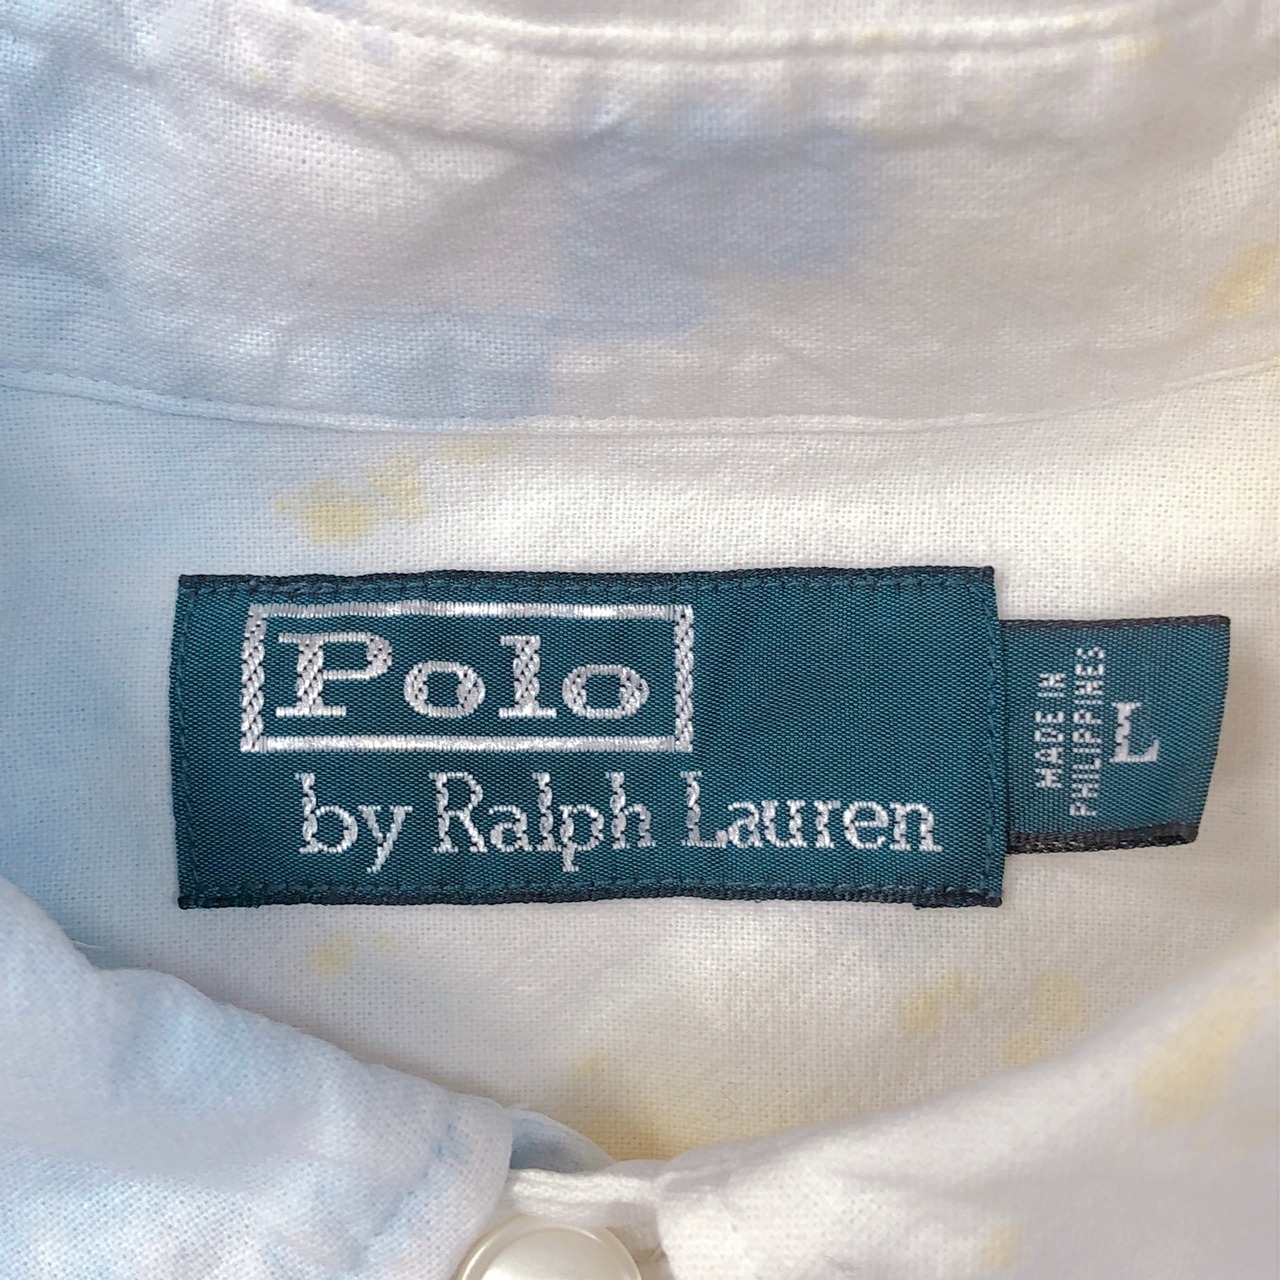 Polo
by Ralph Lauren
MADE IN
PHILIPPINES
L